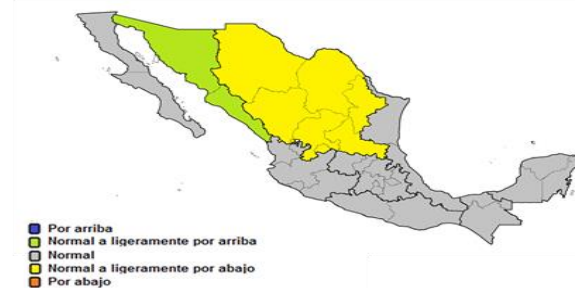 Por arriba
Normal a ligeramente por arriba
Normal
Normal a ligeramente por abajo
Por abajo